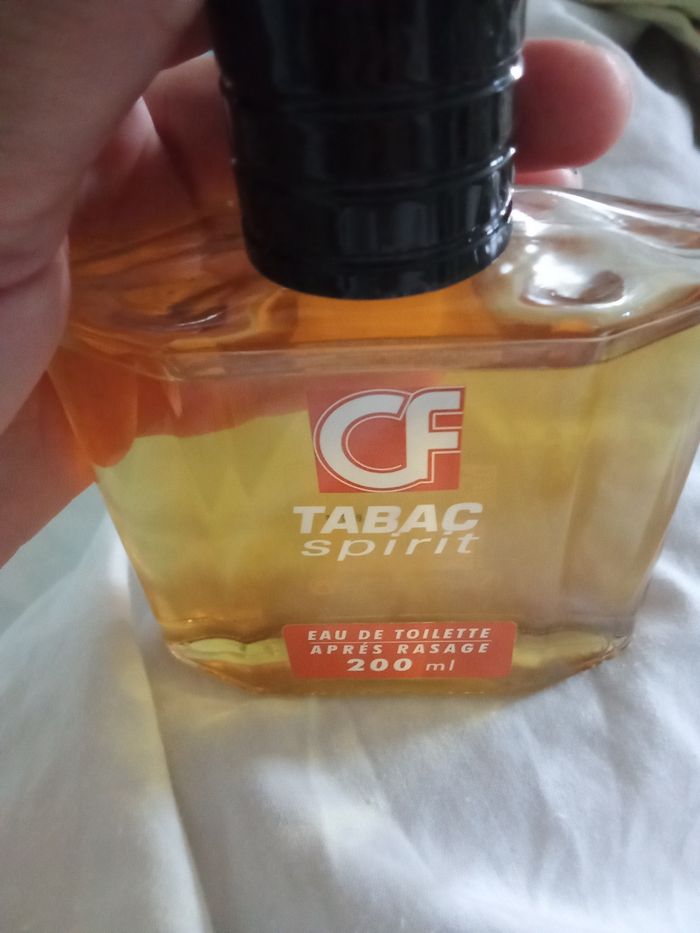 CF
TABAC
spirit
EAU DE TOILETTE
APRÉS RASAGE
200 ml